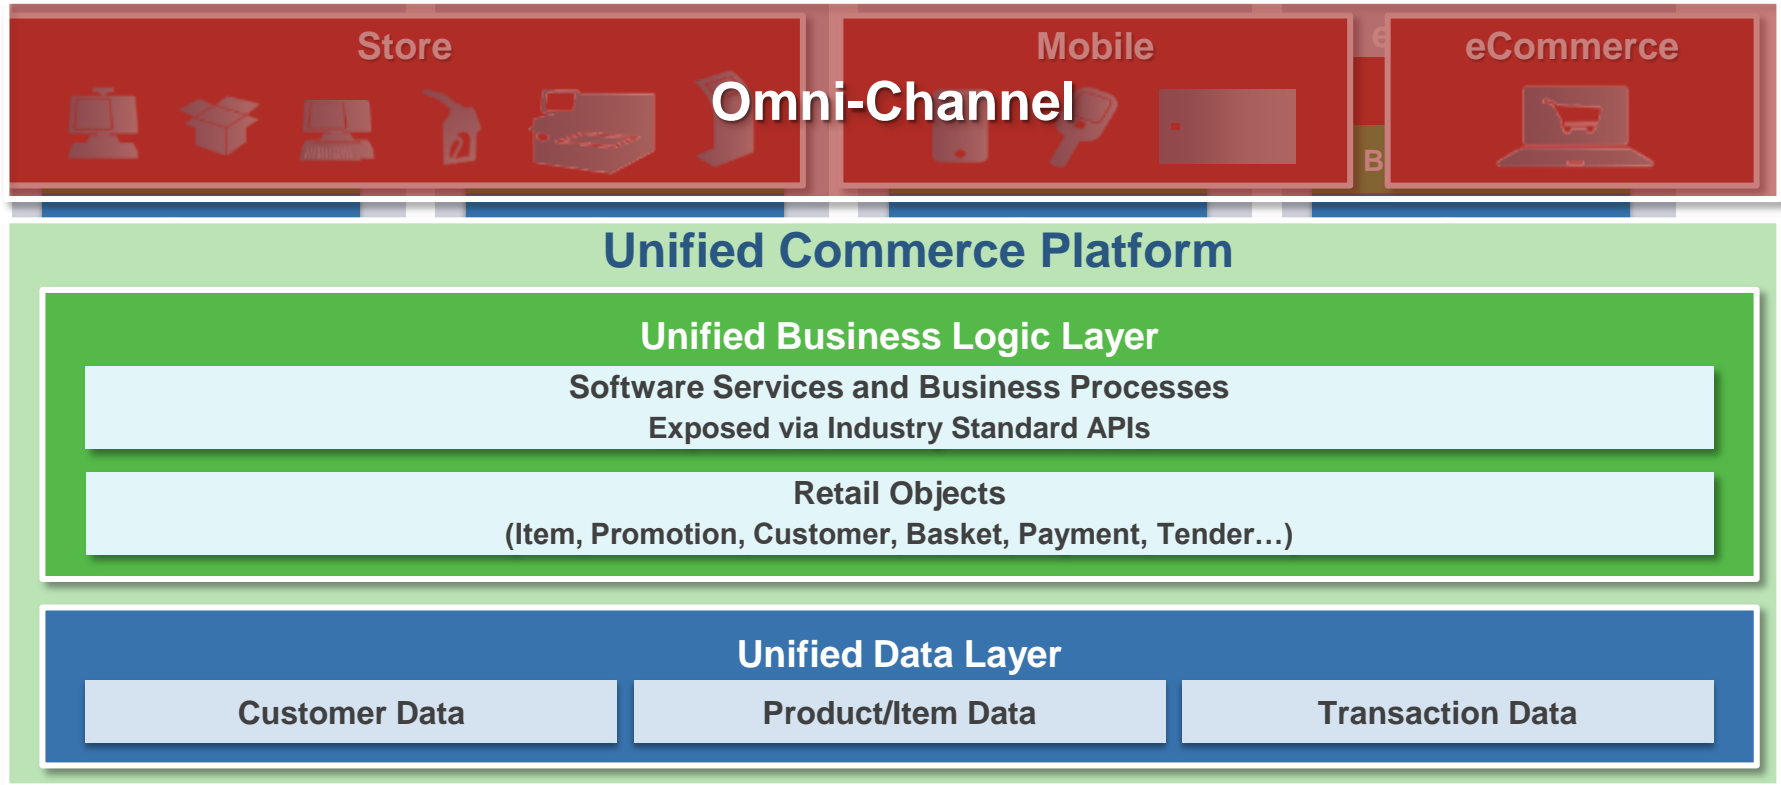 Store
Mobile
eCommerce
Omni-Channel
B
Unified Commerce Platform
Unified Business Logic Layer
Software Services and Business Processes
Exposed via Industry Standard APIs
Retail Objects
(Item, Promotion, Customer, Basket, Payment, Tender…)
Unified Data Layer
Customer Data
Product/Item Data
Transaction Data